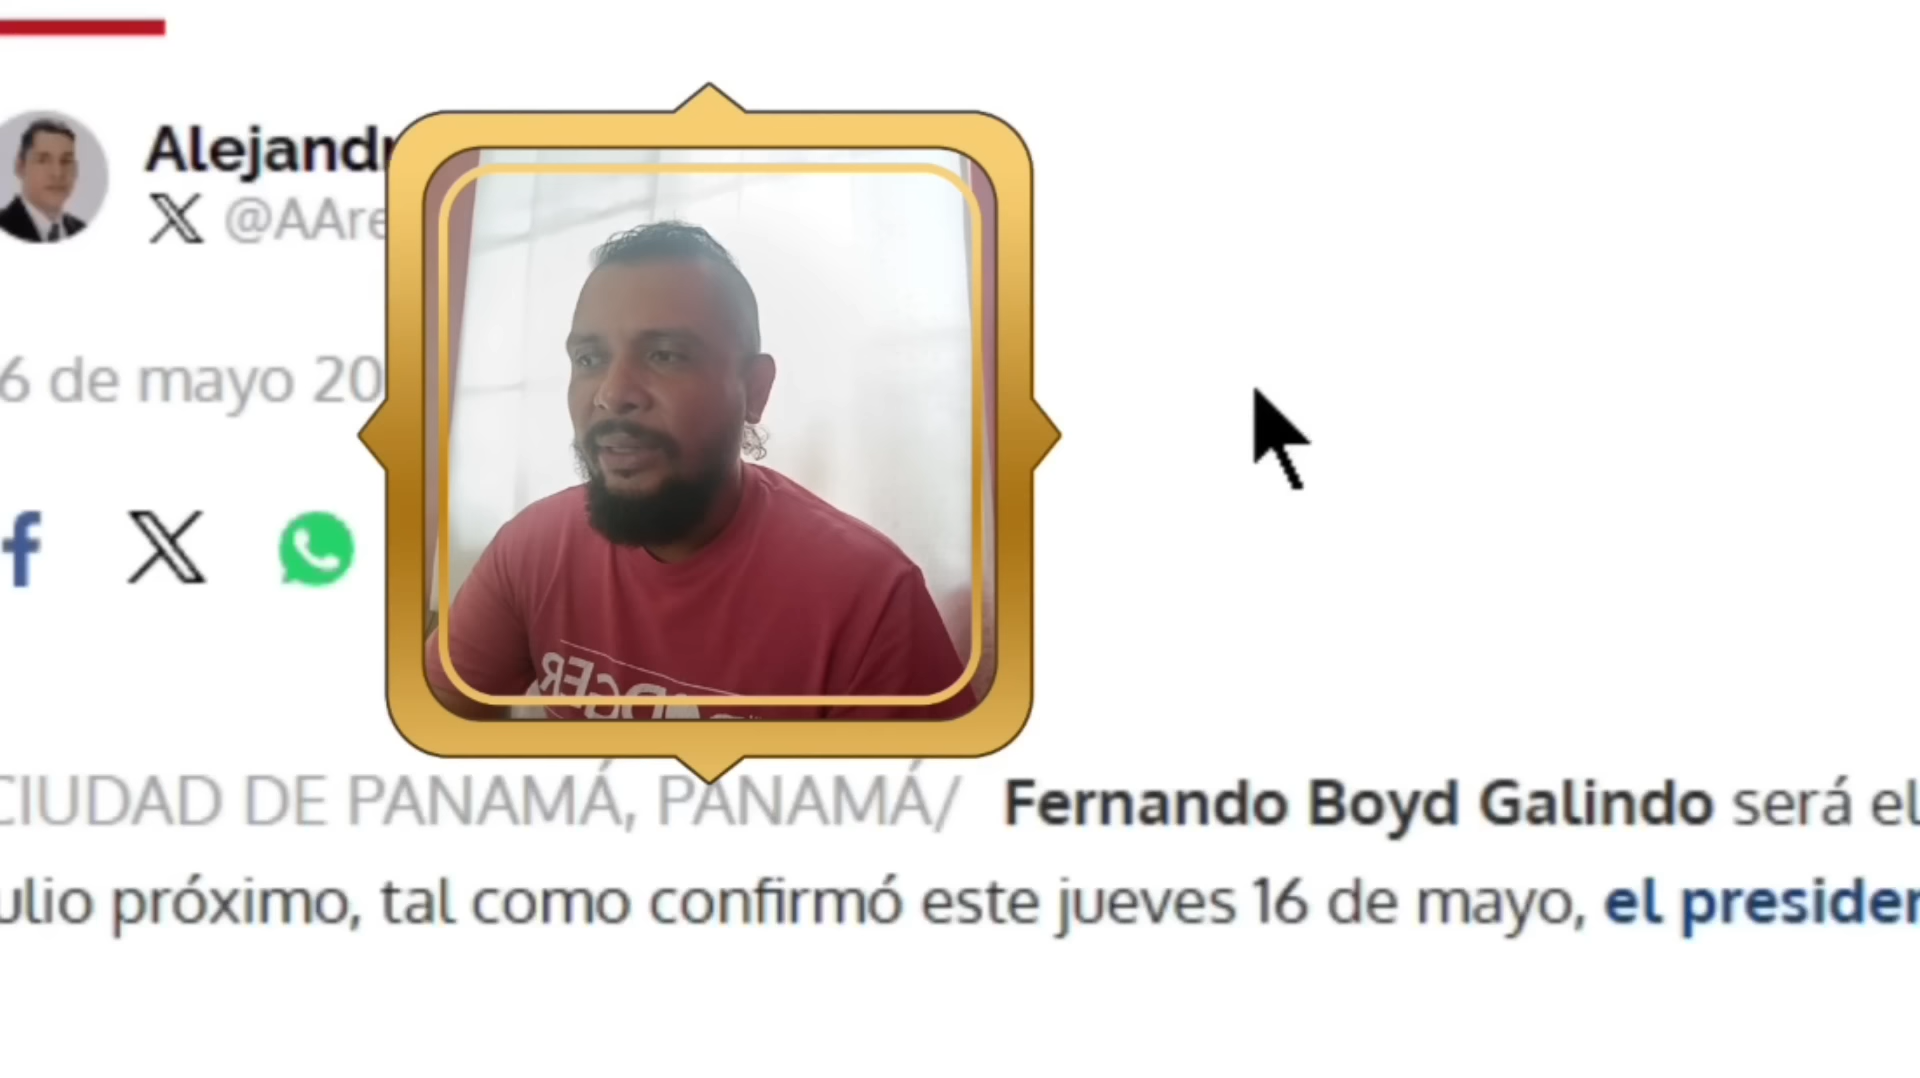 Alejandr
@AAre
6 de mayo 20
CIUDAD DE PANAMÁ, PANAMÁ/ Fernando Boyd Galindo será el
ulio próximo, tal como confirmó este jueves 16 de mayo, el presiden